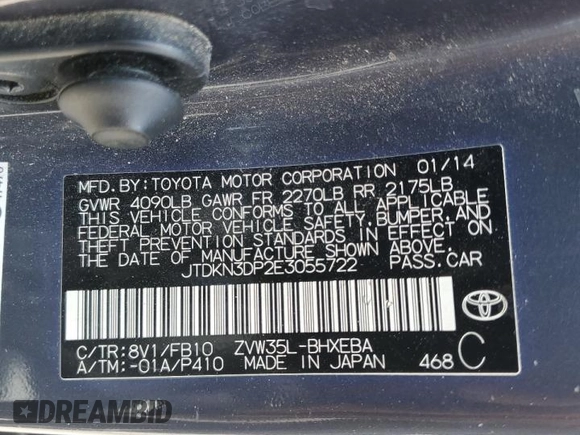 MFD. BY: TOYOTA MOTOR CORPORATION 01/14
GVWR 4090LB GAWR FR 2270LB RR 2175LB
THIS VEHICLE CONFORMS TO ALL APPLICABLE
FEDERAL MOTOR VEHICLE SAFETY, BUMPER, AND
THEFT PREVENTION STANDARDS IN EFFECT ON
THE DATE OF MANUFACTURE SHOWN ABOVE.
JTDKN3DP2E3055722 PASS. CAR
C/TR: 8V1/FB10 ZVW35L-BHXEBA
A/TM: -01A/P410 MADE IN JAPAN 468 C
DREAMBID